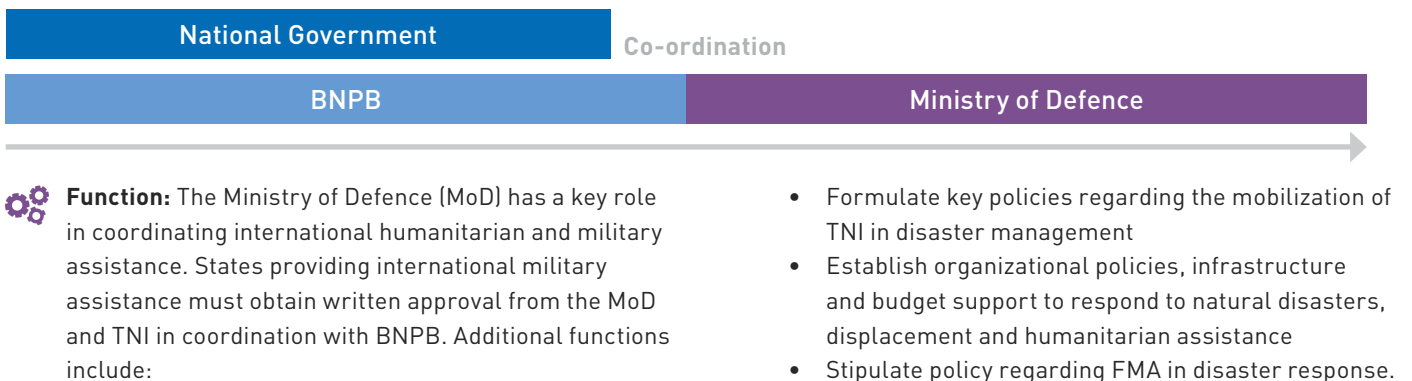 National Government
Co-ordination
BNPB
Ministry of Defence
Function: The Ministry of Defence (MoD) has a key role
in coordinating international humanitarian and military
assistance. States providing international military
assistance must obtain written approval from the MoD
and TNI in coordination with BNPB. Additional functions
include:
• Formulate key policies regarding the mobilization of
TNI in disaster management
• Establish organizational policies, infrastructure
and budget support to respond to natural disasters,
displacement and humanitarian assistance
• Stipulate policy regarding FMA in disaster response.